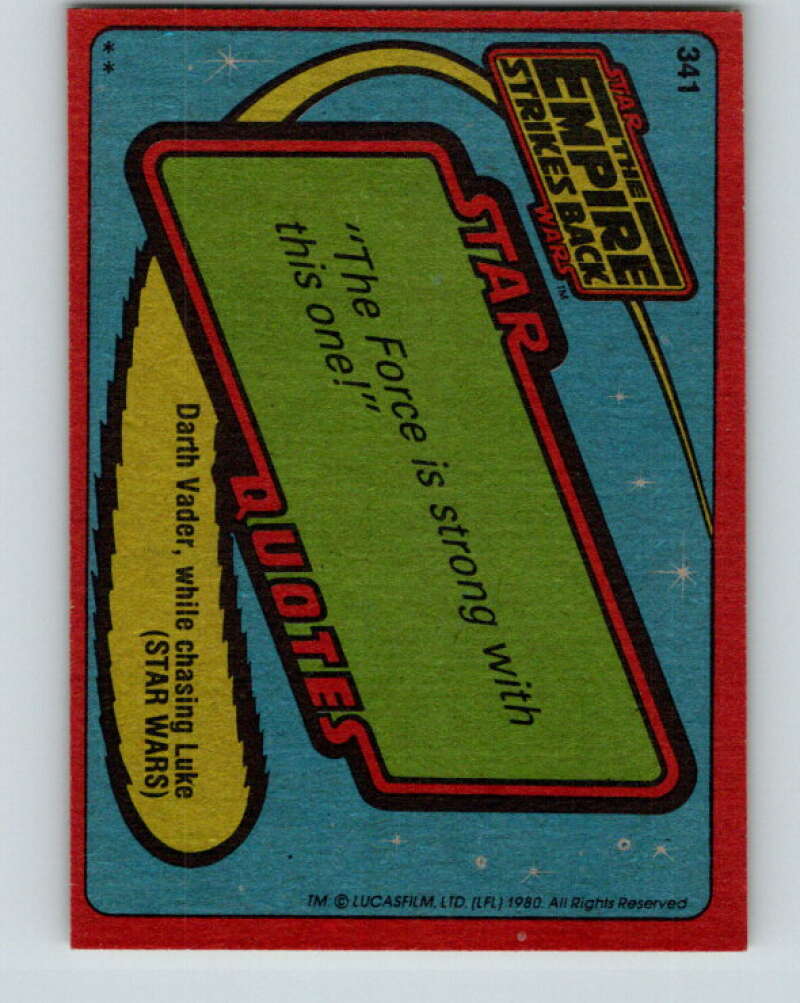 341
STAR
THE
EMPIRE
STRIKES BACK
WARS™
STAR
"The Force is strong with
this one!"
QUOTES
Darth Vader, while chasing Luke
(STAR WARS)
**
TM © LUCASFILM, LTD. (LFL) 1980. All Rights Reserved